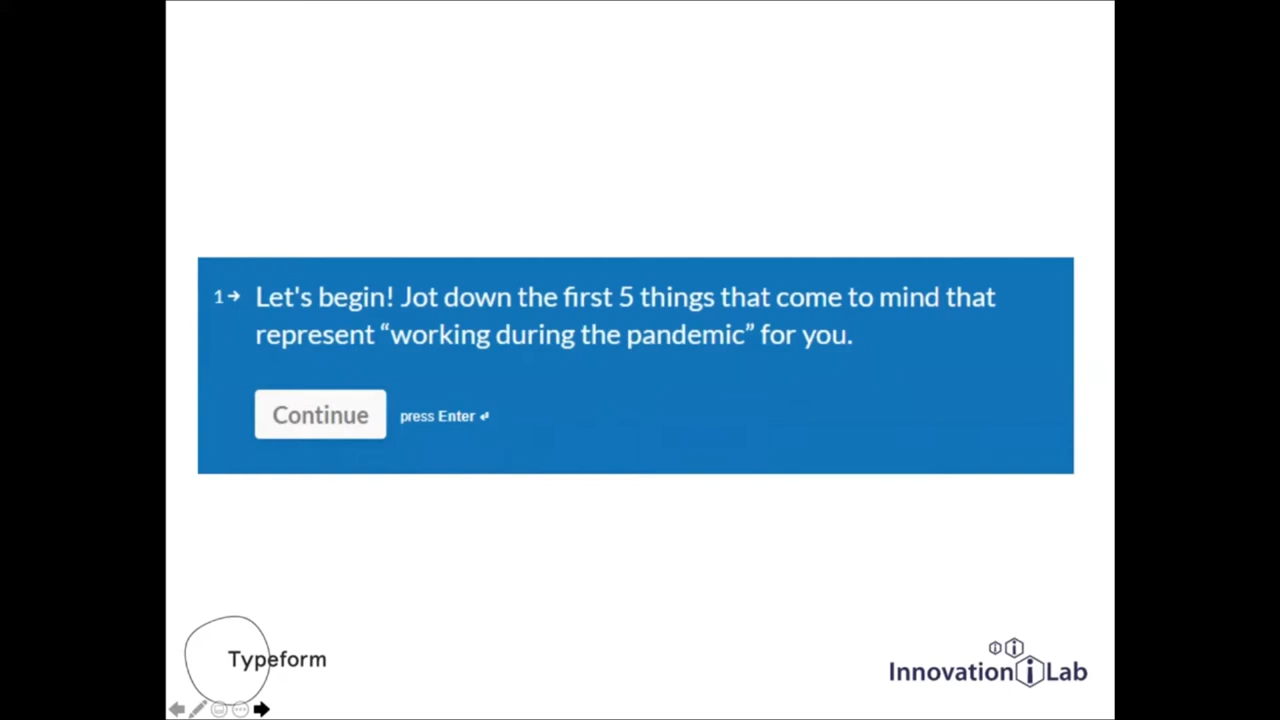 1→ Let's begin! Jot down the first 5 things that come to mind that
represent “working during the pandemic” for you.
Continue press Enter ↵
Typeform
Innovation i Lab